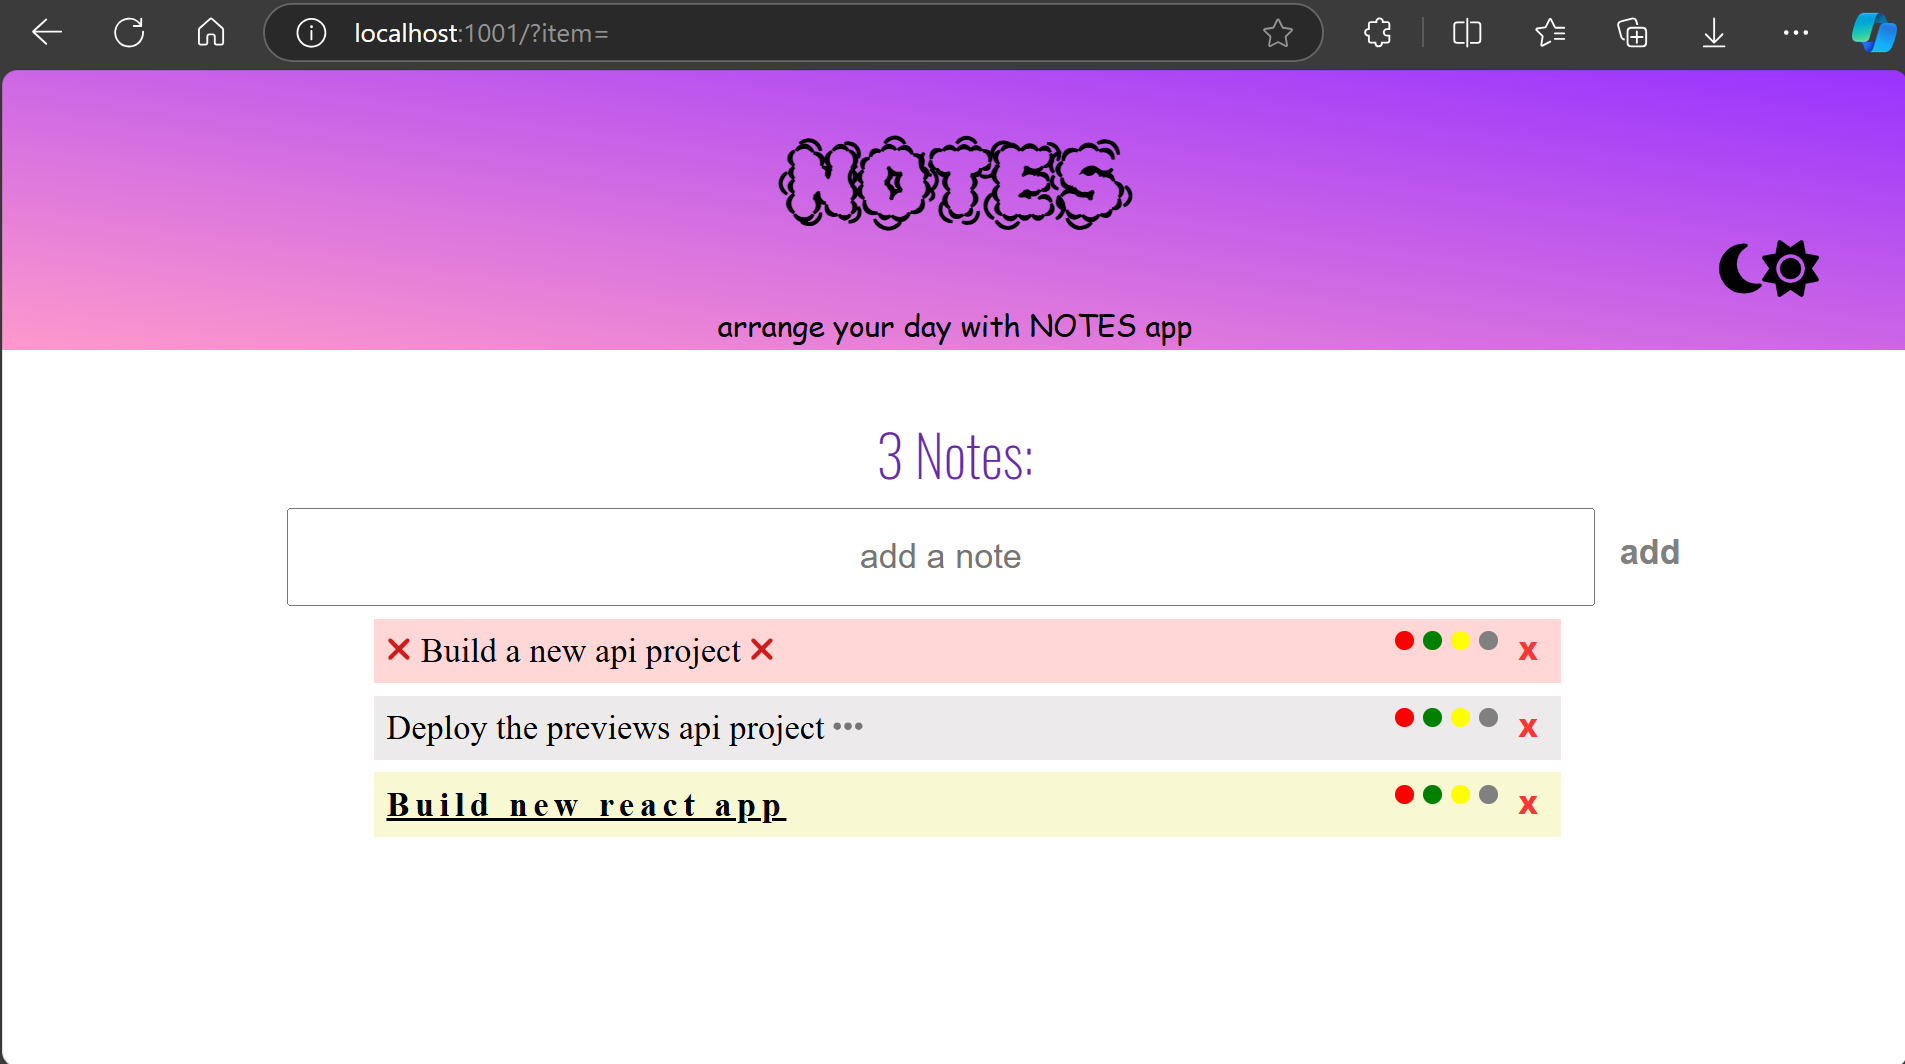 localhost:1001/?item=
NOTES
arrange your day with NOTES app
3 Notes:
add a note
add
❌ Build a new api project ❌ x
Deploy the previews api project ••• x
Build new react app x